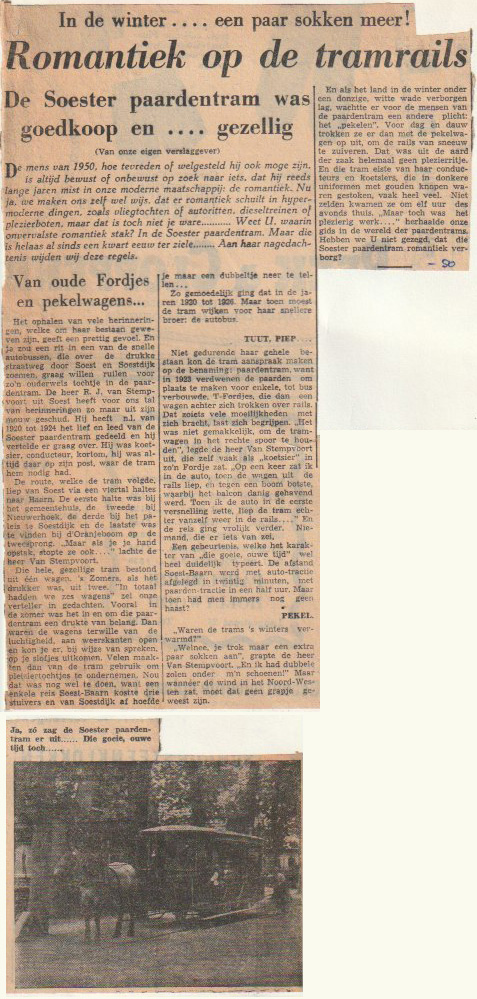 In de winter . . . . een paar sokken meer!
Romantiek op de tramrails
De Soester paardentram was
goedkoop en .... gezellig
(Van onze eigen verslaggever)
De mens van 1950, hoe tevreden of welgesteld hij ook moge zijn,
is altijd bewust of onbewust op zoek naar iets, dat hij reeds
lange jaren mist in onze moderne maatschappij: de romantiek. Nu
ja, we maken ons zelf wel wijs, dat er romantiek schuilt in hyper-
moderne dingen, zoals vliegtochten of autoritten, dieseltreinen of
plezierboten, maar dat is toch niet je ware.......... Weet U, waarin
onvervalste romantiek stak? In de Soester paardentram. Maar die
is helaas al sinds een kwart eeuw ter ziele........ Aan haar nagedach-
tenis wijden wij deze regels.
Van oude Fordjes
en pekelwagens...
Het ophalen van vele herinnerin-
gen, welke om haar bestaan gewe-
ven zijn, geeft een prettig gevoel. En
je zou een rit in een van de snelle
autobussen, die over de drukke
straatweg door Soest en Soestdijk
zoemen, graag willen ruilen voor
zo'n ouderwets tochtje in de paar-
dentram. De heer R. J. van Stemp-
voort uit Soest heeft voor ons tal
van herinneringen en maar uit zijn
mouw geschud. Hij heeft n.l. van
1920 tot 1924 het lief en leed van de
Soester paardentram gedeeld en hij
vertelde er graag over. Hij was koet-
sier, conducteur, kortom, hij was al-
tijd daar op zijn post, waar de tram
hem nodig had.
De route, welke de tram volgde,
liep van Soest via een viertal haltes
naar Baarn. De eerste halte was bij
het gemeentehuis, de tweede bij
Nieuwerhoek, de derde bij het pa-
leis te Soestdijk en de laatste was
te vinden bij d'Oranjeboom op de
tweesprong. „Maar als je je hand
opstak, stopte ze ook....” lachte de
heer Van Stempvoort.
Die hele, gezellige tram bestond
uit één wagen. 's Zomers, als het
drukker was, uit twee. „In totaal
hadden we zes wagens” zei onze
verteller in gedachten. Vooral in
de zomer was het in en om die paar-
dentram een drukte van belang. Dan
waren de wagens terwille van de
luchtigheid, aan weerskanten open
en kon je er, bij wijze van spreken,
op je slofjes uitkomen. Velen maak-
ten dan van de tram gebruik om
pleziertochtjes te ondernemen. Nou
dat was nog wel te doen, want een
enkele reis Soest-Baarn kostte drie
stuivers en van Soestdijk af hoefde
je maar een dubbeltje neer te tel-
len...
Zo gemoedelijk ging dat in de ja-
ren 1920 tot 1926. Maar toen moest
de tram wijken voor haar snellere
broer: de autobus.
TUUT, PIEP....
Niet gedurende haar gehele be-
staan kon de tram aanspraak maken
op de benaming: paardentram, want
in 1923 verdwenen de paarden om
plaats te maken voor enkele, tot bus
verbouwde, T-Fordjes, die dan een
wagen achter zich trokken over rails.
Dat zoiets vele moeilijkheden met
zich bracht, laat zich begrijpen. „Het
was niet gemakkelijk, om de tram-
wagen in het rechte spoor te hou-
den”, legde de heer Van Stempvoort
uit, die zelf vaak als „koetsier” in
zo'n Fordje zat. „Op een keer zat ik
in de auto, toen de wagen uit de
rails liep, en tegen een boom botste,
waarbij het balcon danig gehavend
werd. Toen ik de auto in de eerste
versnelling zette, liep de tram ech-
ter vanzelf weer in de rails....” En
de reis ging vrolijk verder. Nie-
mand, die er iets van zei.
Een gebeurtenis, welke het karak-
ter van „die goeie, ouwe tijd” wel
heel duidelijk typeert. De afstand
Soest-Baarn werd met auto-tractie
afgelegd in twintig minuten, met
paarden-tractie in een half uur. Maar
toen had men immers nog geen
haast?
PEKEL.
„Waren de trams 's winters ver-
warmd?”
„Welnee, je trok maar een extra
paar sokken aan”, grapte de heer
Van Stempvoort. „En ik had dubbele
zolen onder m'n schoenen!” Maar
wanneer de wind in het Noord-Wes-
ten zat, moet dat geen grapje ge-
weest zijn.
En als het land in de winter onder
een donzige, witte wade verborgen
lag, wachtte er voor de mensen van
de paardentram een andere plicht:
het „pekelen”. Voor dag en dauw
trokken ze er dan met de pekelwa-
gen op uit, om de rails van sneeuw
te zuiveren. Dat was uit de aard
der zaak helemaal geen plezierritje.
En die tram eiste van haar conduc-
teurs en koetsiers, die in donkere
uniformen met gouden knopen wa-
ren gestoken, vaak heel veel. Niet
zelden kwamen ze om elf uur des
avonds thuis. „Maar toch was het
plezierig werk....” herhaalde onze
gids in de wereld der paardentrams.
Hebben we U niet gezegd, dat die
Soester paardentram romantiek ver-
borg?
- 50
Ja, zó zag de Soester paarden-
tram er uit...... Die goeie, ouwe
tijd toch......